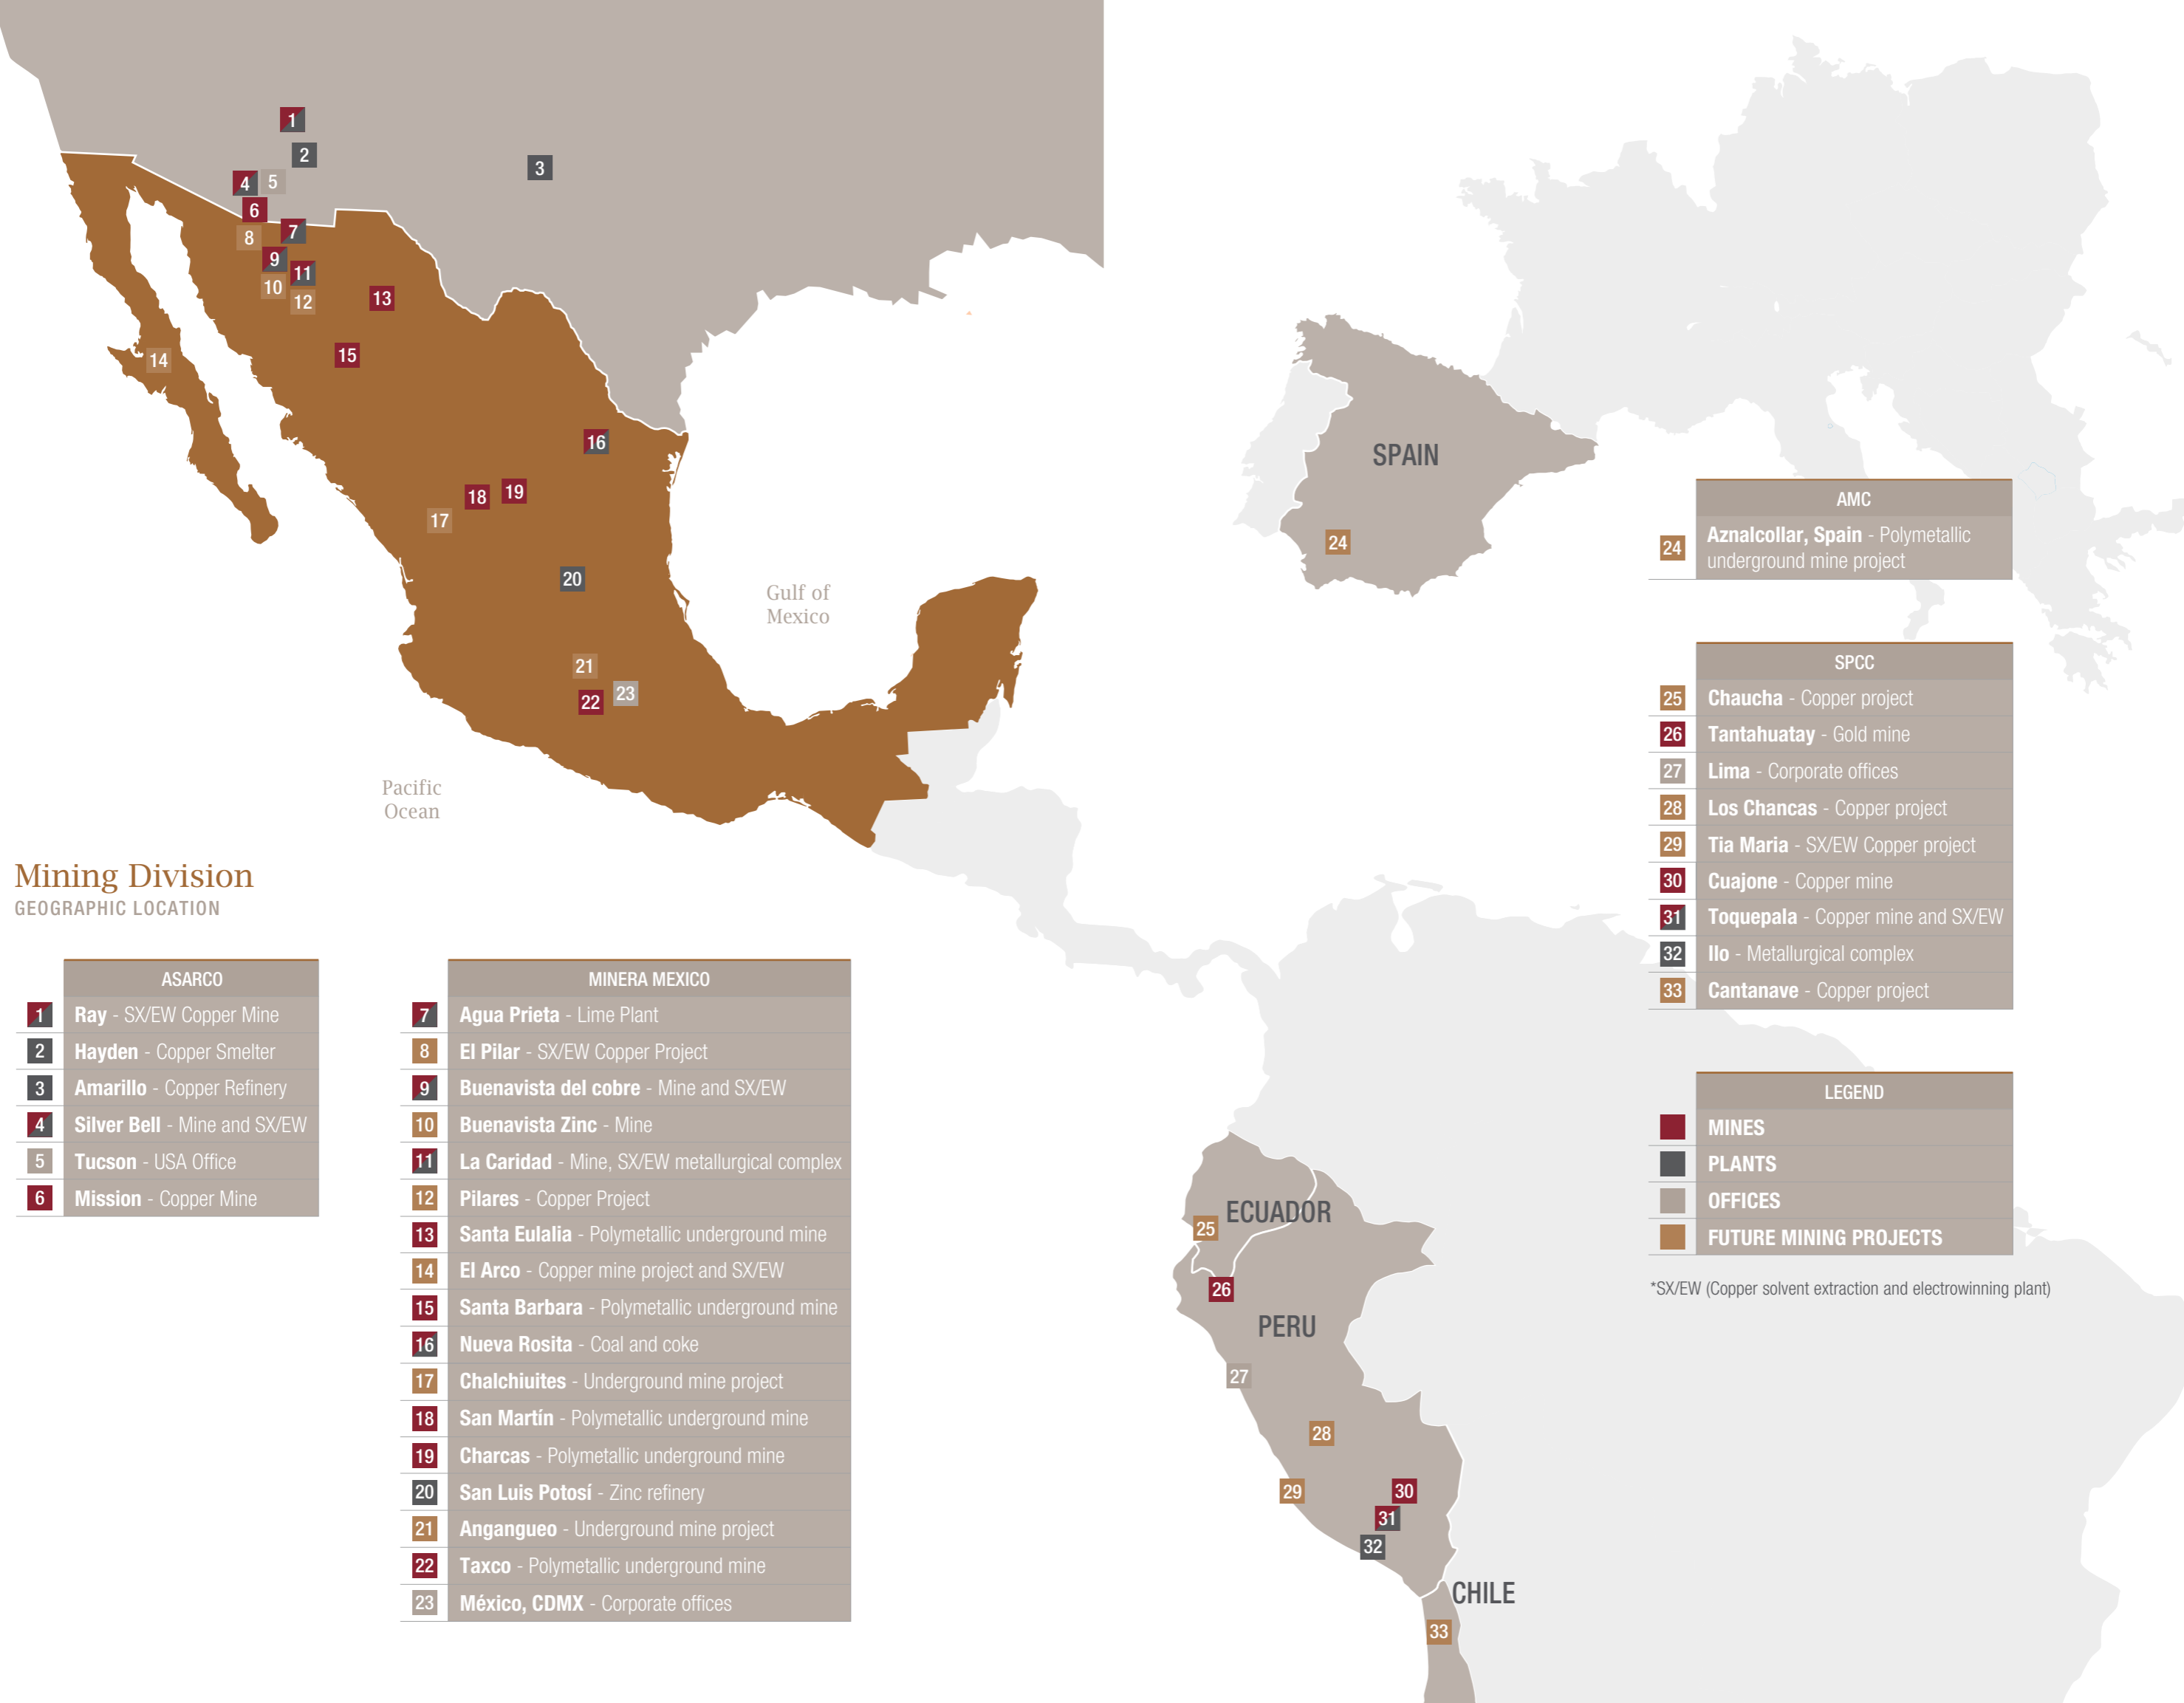 1
2
3
4 5
6
7
8
9
11
10
12
13
14
15
16
17
18
19
20
21
22
23
Gulf of
Mexico
Pacific
Ocean
SPAIN
24
ECUADOR
25
26
PERU
27
28
29
30
31
32
CHILE
33
Mining Division
GEOGRAPHIC LOCATION
ASARCO
1 Ray - SX/EW Copper Mine
2 Hayden - Copper Smelter
3 Amarillo - Copper Refinery
4 Silver Bell - Mine and SX/EW
5 Tucson - USA Office
6 Mission - Copper Mine
MINERA MEXICO
7 Agua Prieta - Lime Plant
8 El Pilar - SX/EW Copper Project
9 Buenavista del cobre - Mine and SX/EW
10 Buenavista Zinc - Mine
11 La Caridad - Mine, SX/EW metallurgical complex
12 Pilares - Copper Project
13 Santa Eulalia - Polymetallic underground mine
14 El Arco - Copper mine project and SX/EW
15 Santa Barbara - Polymetallic underground mine
16 Nueva Rosita - Coal and coke
17 Chalchiuites - Underground mine project
18 San Martín - Polymetallic underground mine
19 Charcas - Polymetallic underground mine
20 San Luis Potosí - Zinc refinery
21 Angangueo - Underground mine project
22 Taxco - Polymetallic underground mine
23 México, CDMX - Corporate offices
AMC
24 Aznalcollar, Spain - Polymetallic
underground mine project
SPCC
25 Chaucha - Copper project
26 Tantahuatay - Gold mine
27 Lima - Corporate offices
28 Los Chancas - Copper project
29 Tia Maria - SX/EW Copper project
30 Cuajone - Copper mine
31 Toquepala - Copper mine and SX/EW
32 Ilo - Metallurgical complex
33 Cantanave - Copper project
LEGEND
MINES
PLANTS
OFFICES
FUTURE MINING PROJECTS
*SX/EW (Copper solvent extraction and electrowinning plant)